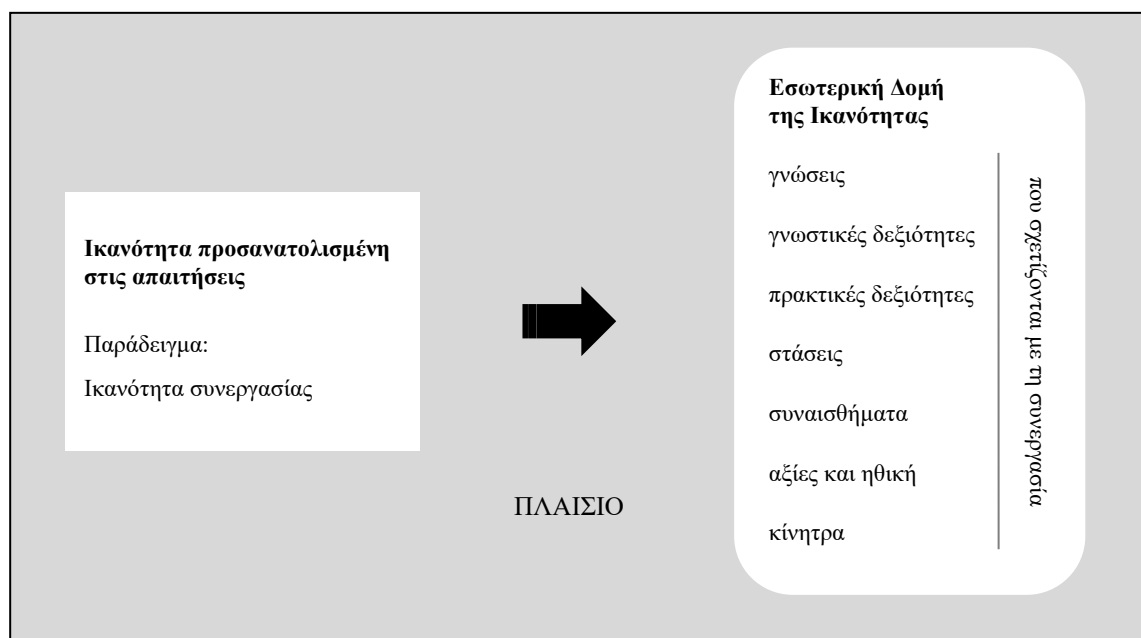 Ικανότητα προσανατολισμένη
στις απαιτήσεις
Παράδειγμα:
Ικανότητα συνεργασίας
ΠΛΑΙΣΙΟ
Εσωτερική Δομή
της Ικανότητας
γνώσεις
γνωστικές δεξιότητες
πρακτικές δεξιότητες
στάσεις
συναισθήματα
αξίες και ηθική
κίνητρα
που σχετίζονται με τη συνεργασία